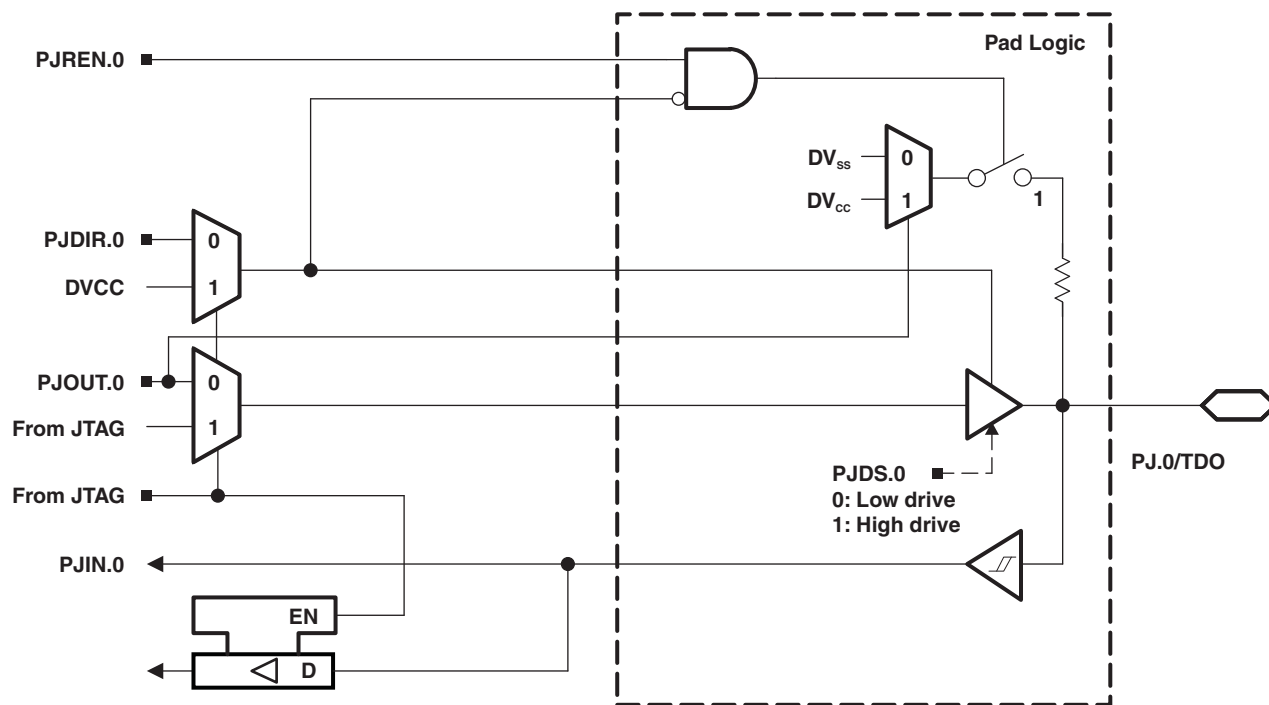 Pad Logic
PJREN.0
DVSS 0
DVCC 1
1
PJDIR.0 0
DVCC 1
PJOUT.0 0
From JTAG 1
PJDS.0
0: Low drive
1: High drive
PJ.0/TDO
From JTAG
PJIN.0
EN
D